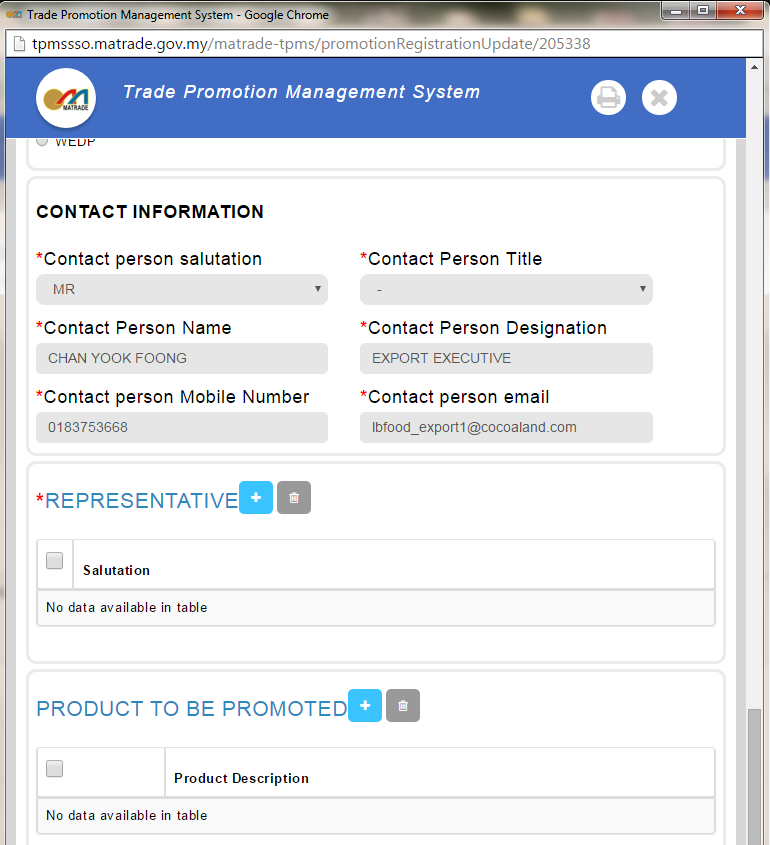 Trade Promotion Management System - Google Chrome
tpmssso.matrade.gov.my/matrade-tpms/promotionRegistrationUpdate/205338
MATRADE
Trade Promotion Management System
WEDP
CONTACT INFORMATION
*Contact person salutation
*Contact Person Title
MR
-
*Contact Person Name
*Contact Person Designation
CHAN YOOK FOONG
EXPORT EXECUTIVE
*Contact person Mobile Number
*Contact person email
0183753668
lbfood_export1@cocoaland.com
*REPRESENTATIVE
Salutation
No data available in table
PRODUCT TO BE PROMOTED
Product Description
No data available in table